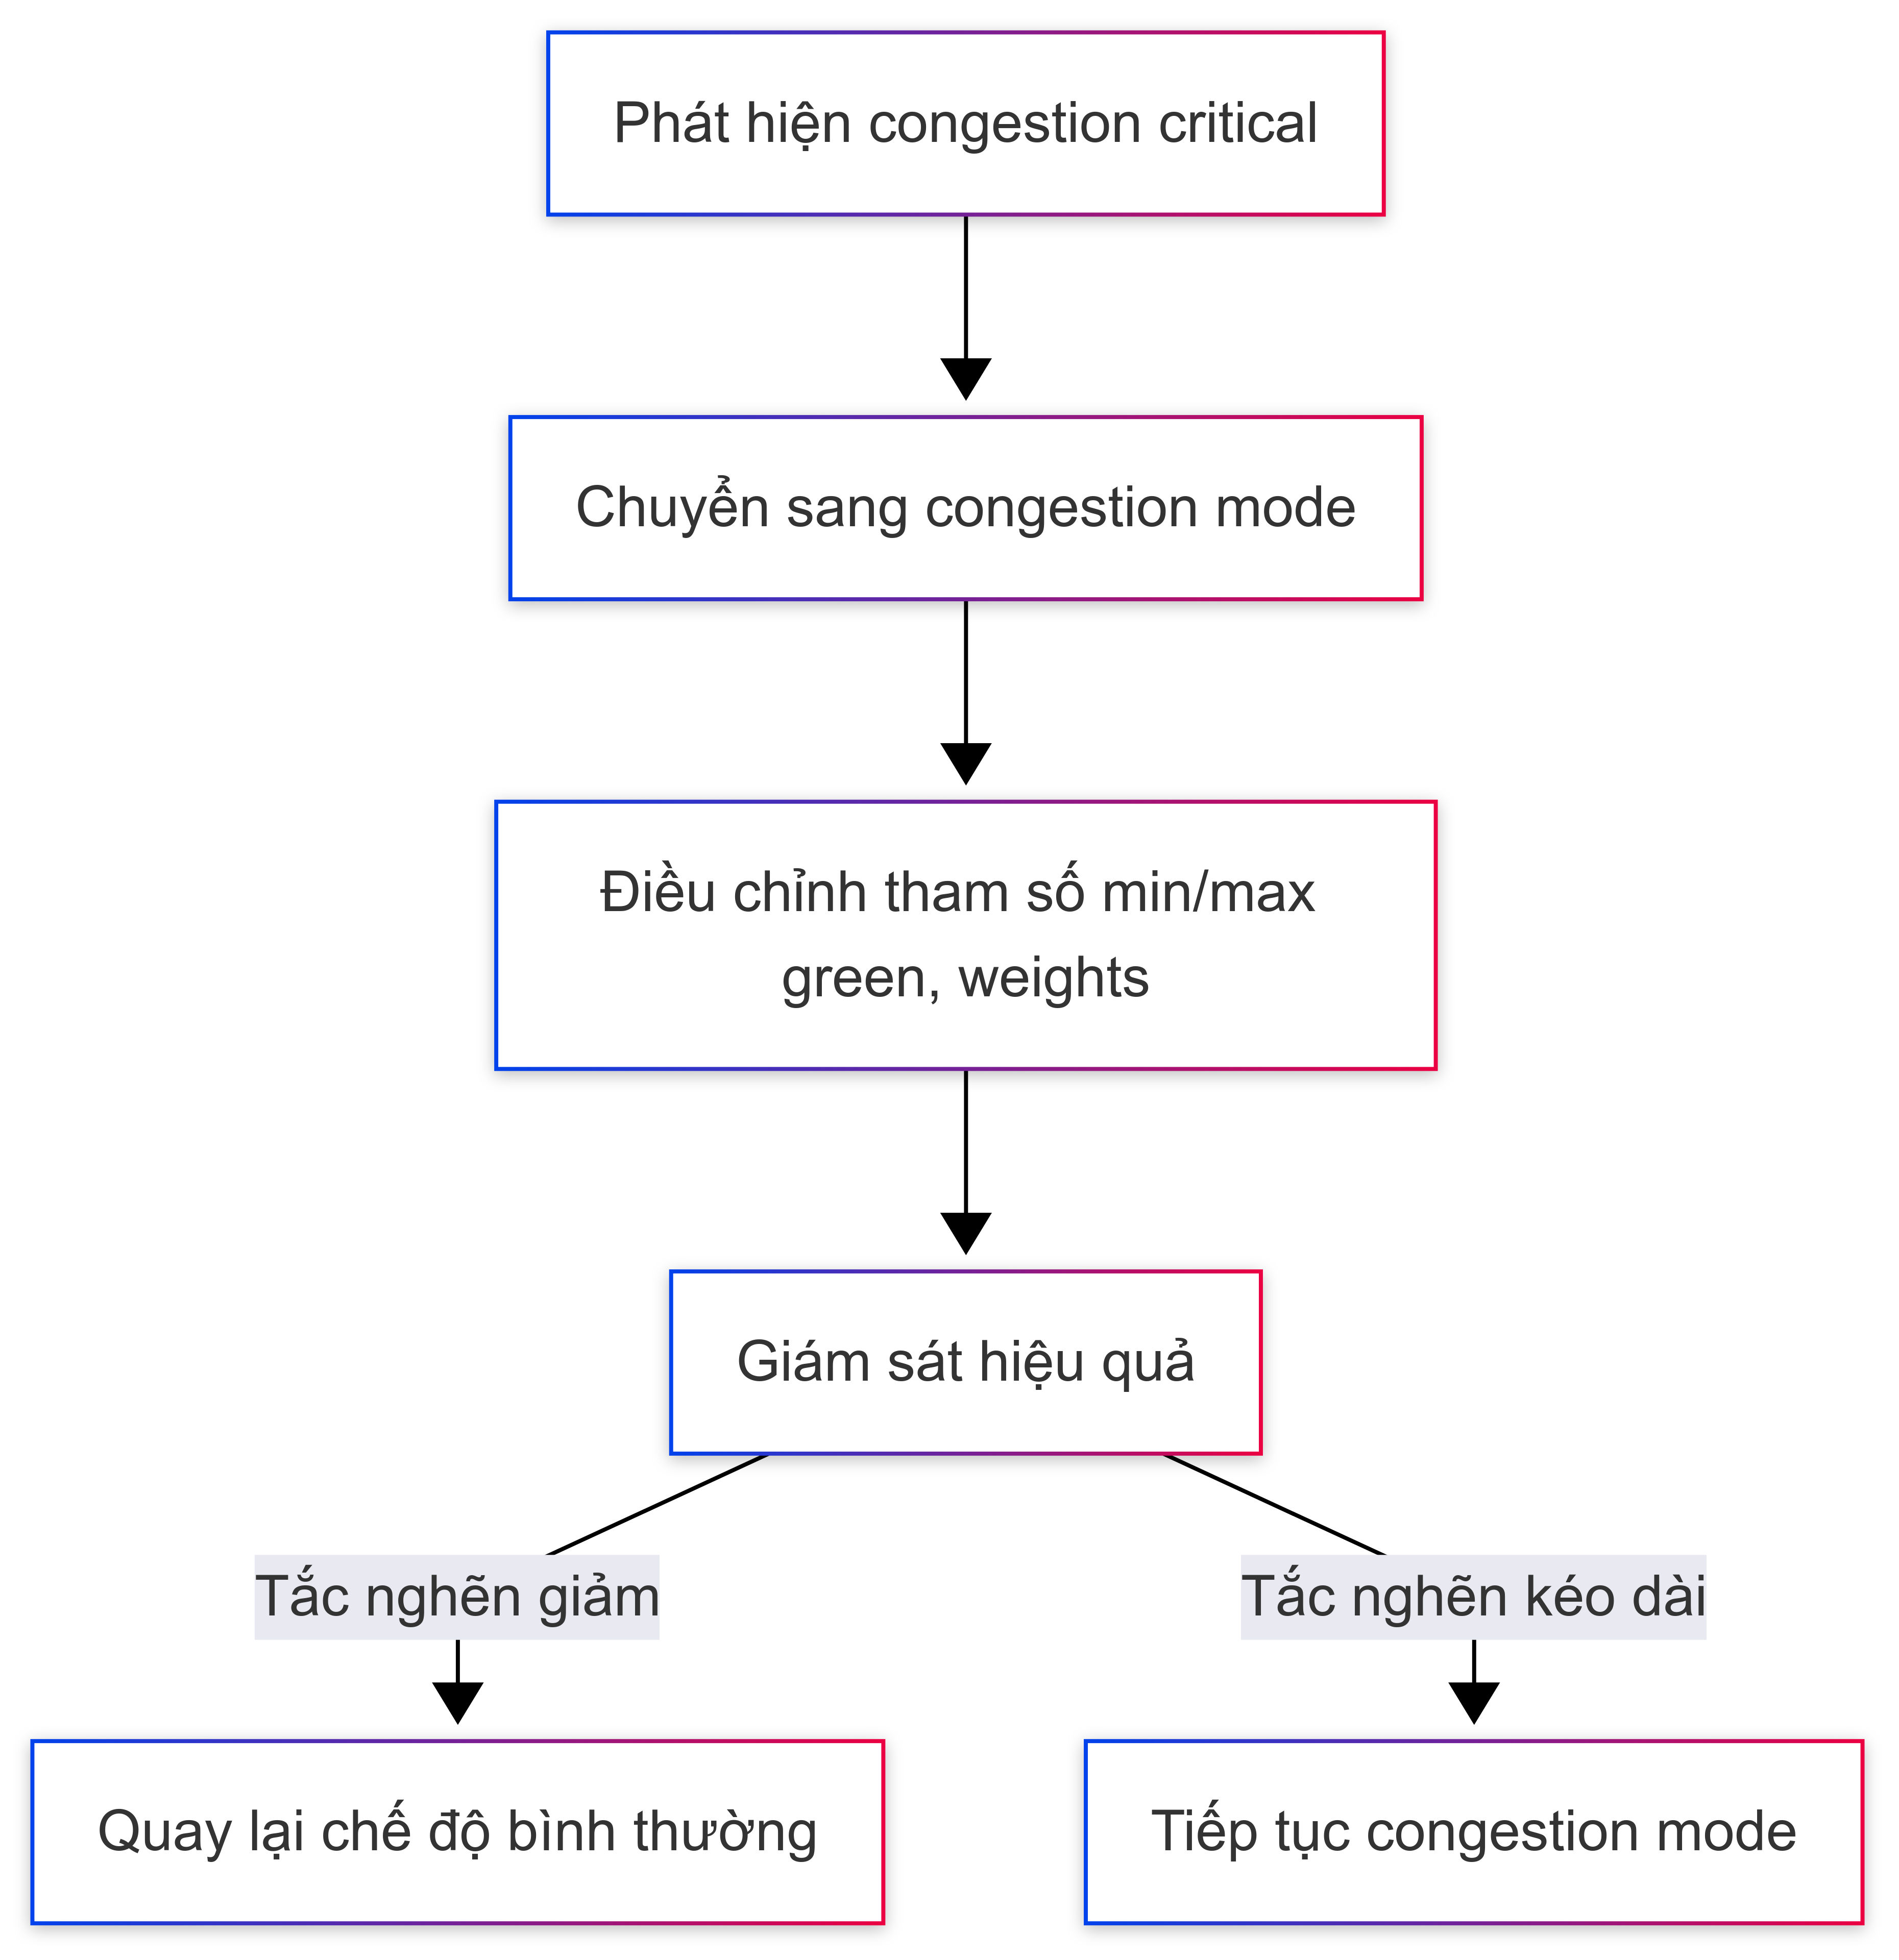 Phát hiện congestion critical
Chuyển sang congestion mode
Điều chỉnh tham số min/max
green, weights
Giám sát hiệu quả
Tắc nghẽn giảm
Tắc nghẽn kéo dài
Quay lại chế độ bình thường
Tiếp tục congestion mode